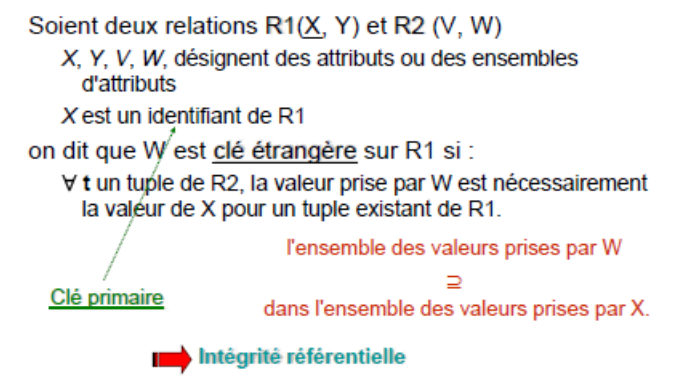 Soient deux relations R1(X, Y) et R2 (V, W)
X, Y, V, W, désignent des attributs ou des ensembles
d'attributs
X est un identifiant de R1
on dit que W est clé étrangère sur R1 si :
∀ t un tuple de R2, la valeur prise par W est nécessairement
la valeur de X pour un tuple existant de R1.
l'ensemble des valeurs prises par W
⊇
Clé primaire
dans l'ensemble des valeurs prises par X.
Intégrité référentielle